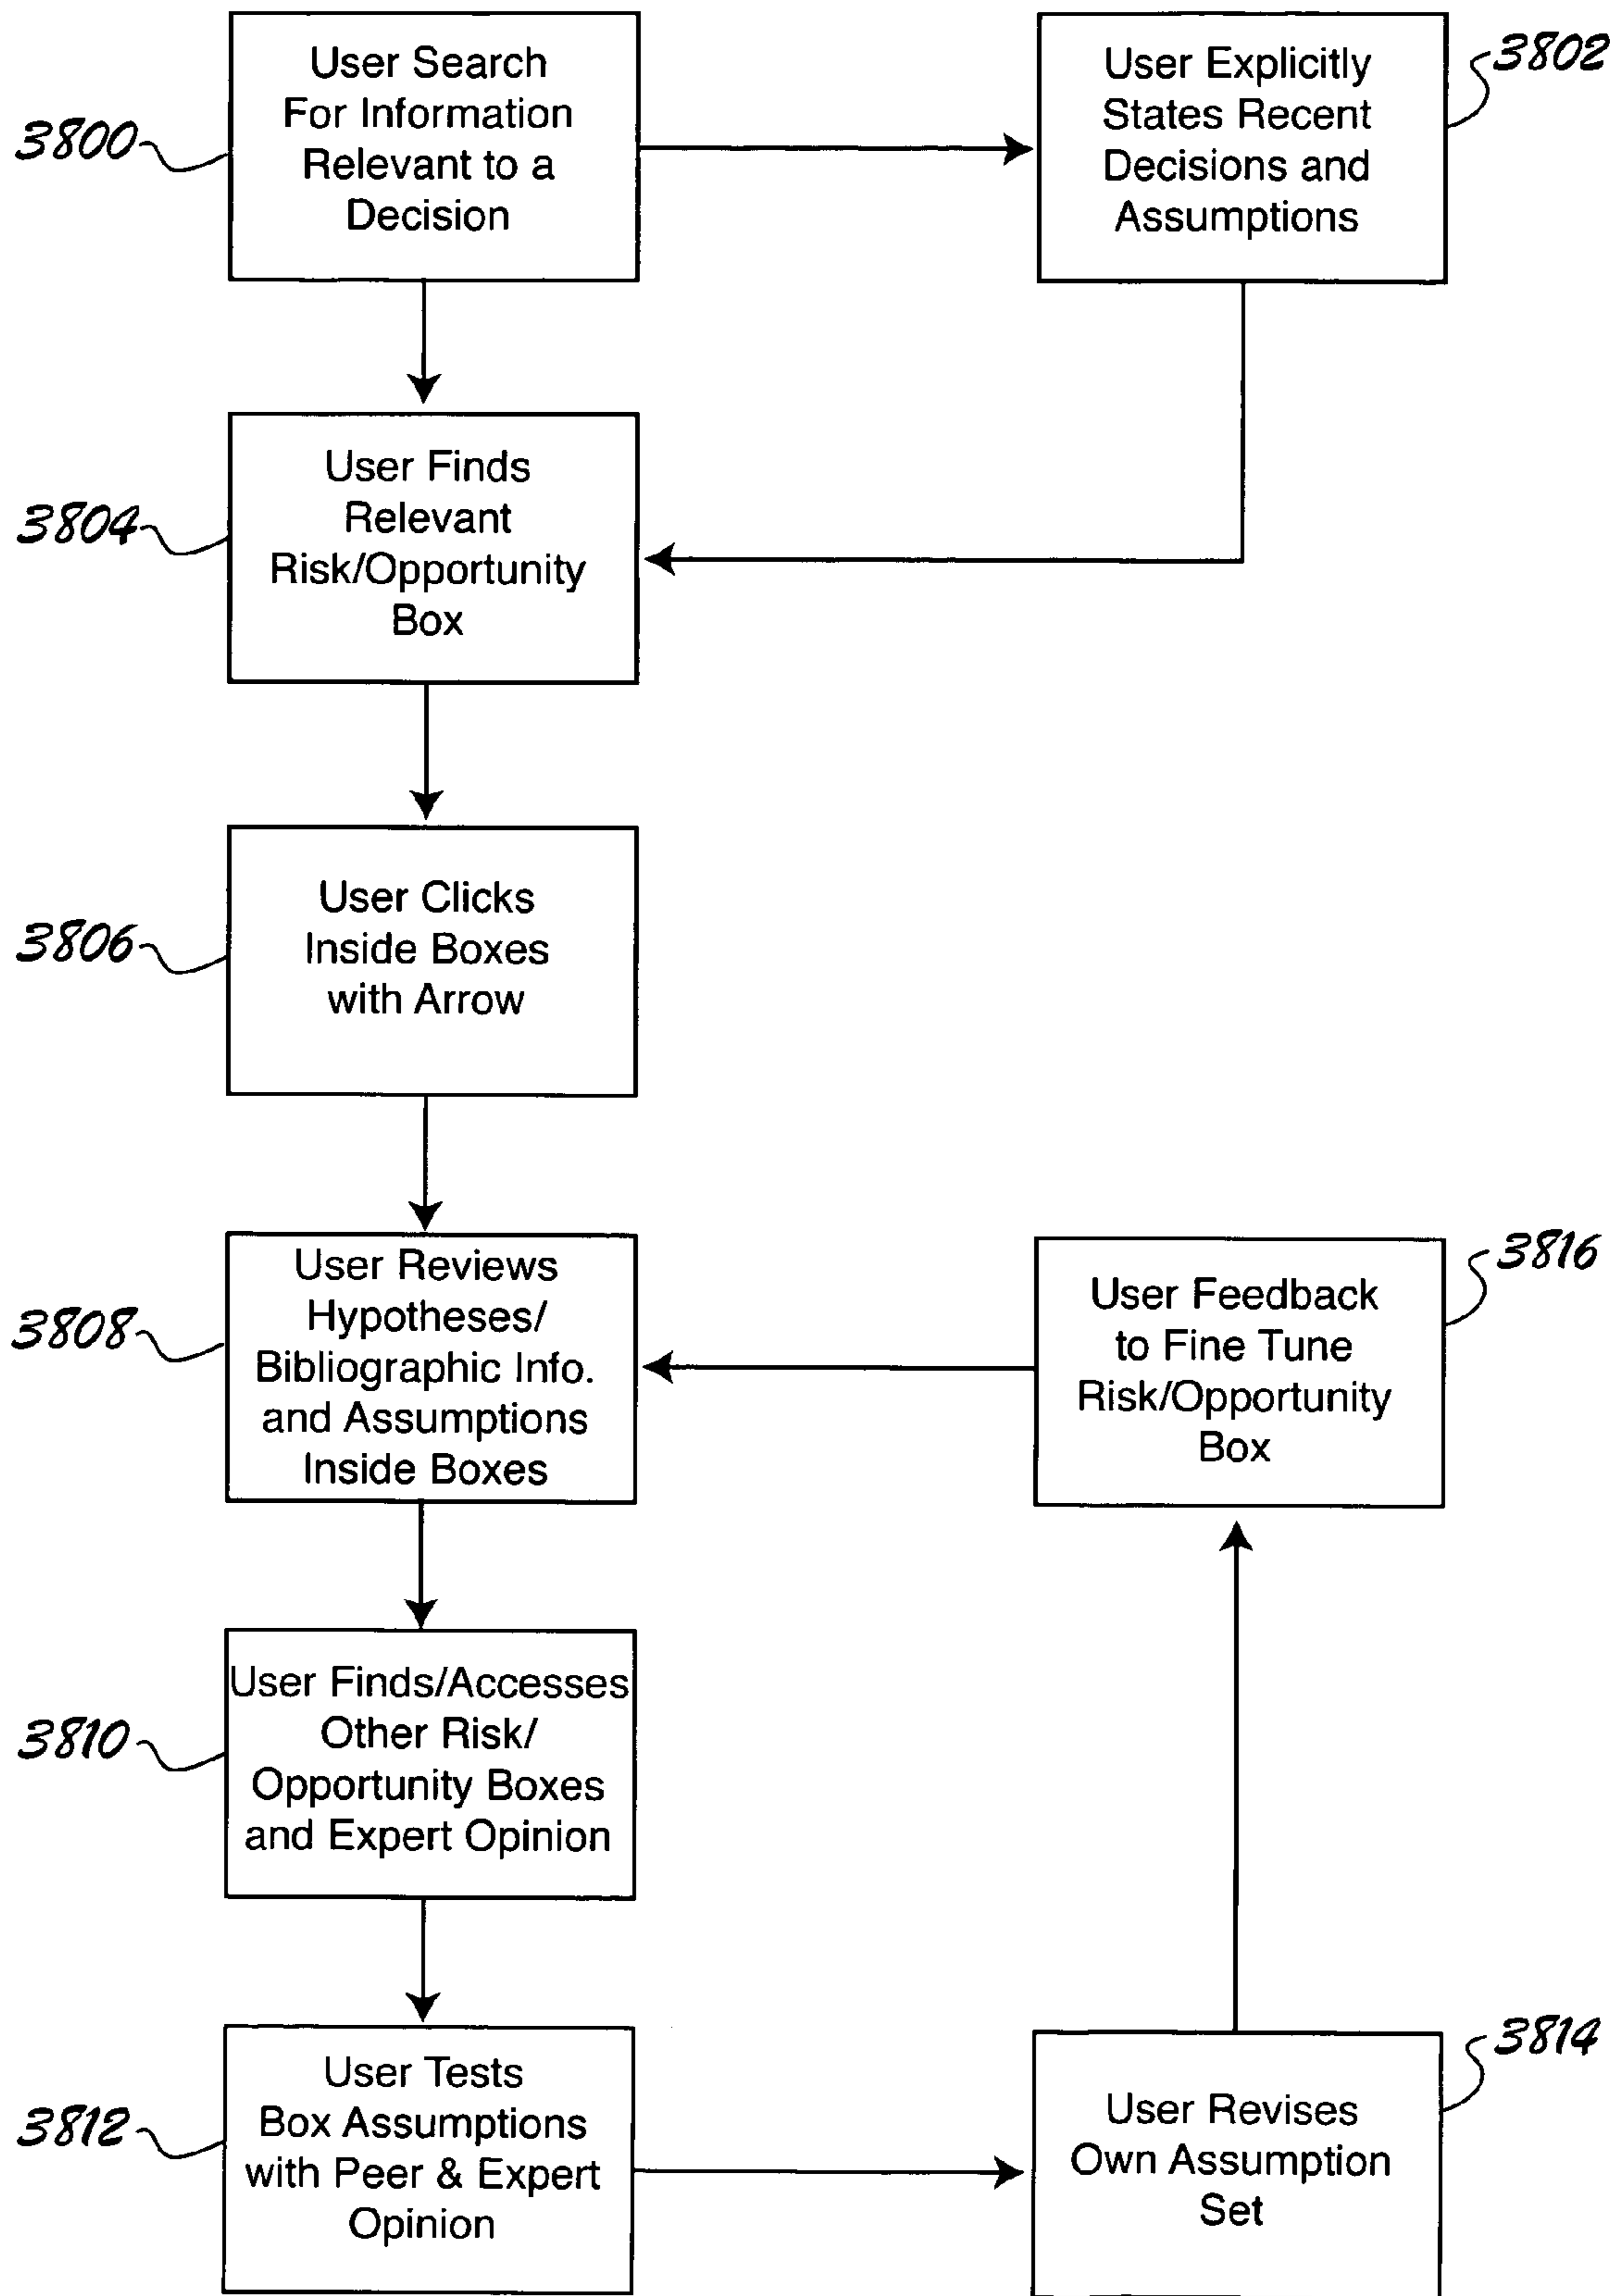 3800
User Search
For Information
Relevant to a
Decision
User Explicitly
States Recent
Decisions and
Assumptions
3802
3804
User Finds
Relevant
Risk/Opportunity
Box
3806
User Clicks
Inside Boxes
with Arrow
3808
User Reviews
Hypotheses/
Bibliographic Info.
and Assumptions
Inside Boxes
User Feedback
to Fine Tune
Risk/Opportunity
Box
3816
3810
User Finds/Accesses
Other Risk/
Opportunity Boxes
and Expert Opinion
3812
User Tests
Box Assumptions
with Peer & Expert
Opinion
User Revises
Own Assumption
Set
3814